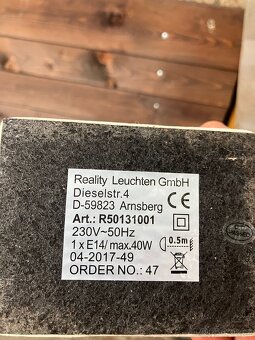 Reality Leuchten GmbH
Dieselstr.4
D-59823 Arnsberg
CE
Art.: R50131001
230V~50Hz
1 x E14/ max.40W
0.5m
04-2017-49
ORDER NO.: 47